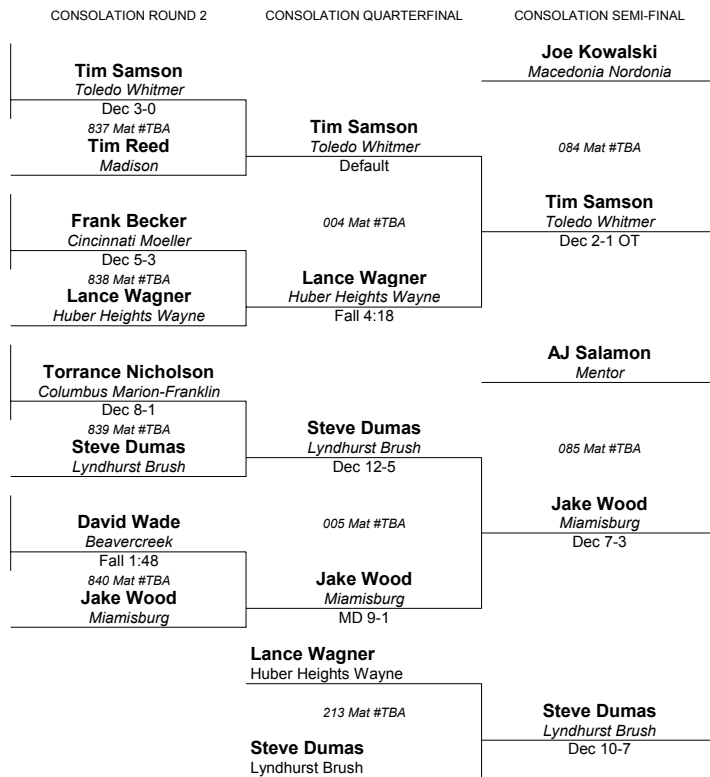 CONSOLATION ROUND 2
CONSOLATION QUARTERFINAL
CONSOLATION SEMI-FINAL
Tim Samson
Toledo Whitmer
Dec 3-0
837 Mat #TBA
Tim Reed
Madison
Frank Becker
Cincinnati Moeller
Dec 5-3
838 Mat #TBA
Lance Wagner
Huber Heights Wayne
Torrance Nicholson
Columbus Marion-Franklin
Dec 8-1
839 Mat #TBA
Steve Dumas
Lyndhurst Brush
David Wade
Beavercreek
Fall 1:48
840 Mat #TBA
Jake Wood
Miamisburg
Tim Samson
Toledo Whitmer
Default
004 Mat #TBA
Lance Wagner
Huber Heights Wayne
Fall 4:18
Steve Dumas
Lyndhurst Brush
Dec 12-5
005 Mat #TBA
Jake Wood
Miamisburg
MD 9-1
Lance Wagner
Huber Heights Wayne
213 Mat #TBA
Steve Dumas
Lyndhurst Brush
Joe Kowalski
Macedonia Nordonia
084 Mat #TBA
Tim Samson
Toledo Whitmer
Dec 2-1 OT
AJ Salamon
Mentor
085 Mat #TBA
Jake Wood
Miamisburg
Dec 7-3
Steve Dumas
Lyndhurst Brush
Dec 10-7